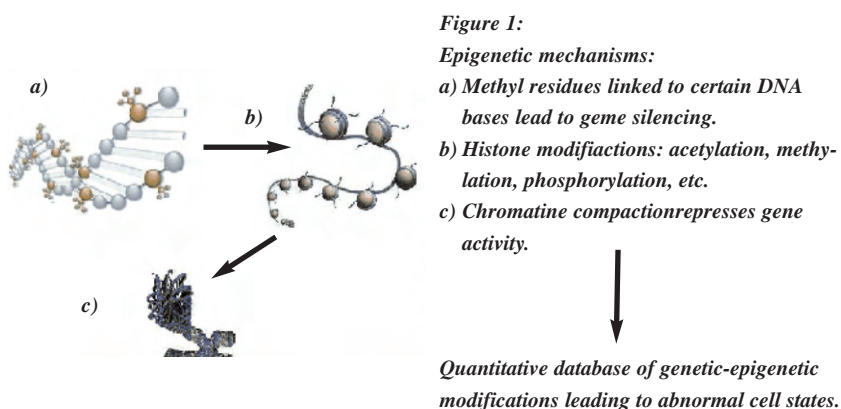 a)
b)
c)
Figure 1:
Epigenetic mechanisms:
a) Methyl residues linked to certain DNA
bases lead to geme silencing.
b) Histone modifiactions: acetylation, methy-
lation, phosphorylation, etc.
c) Chromatine compactionrepresses gene
activity.
Quantitative database of genetic-epigenetic
modifications leading to abnormal cell states.